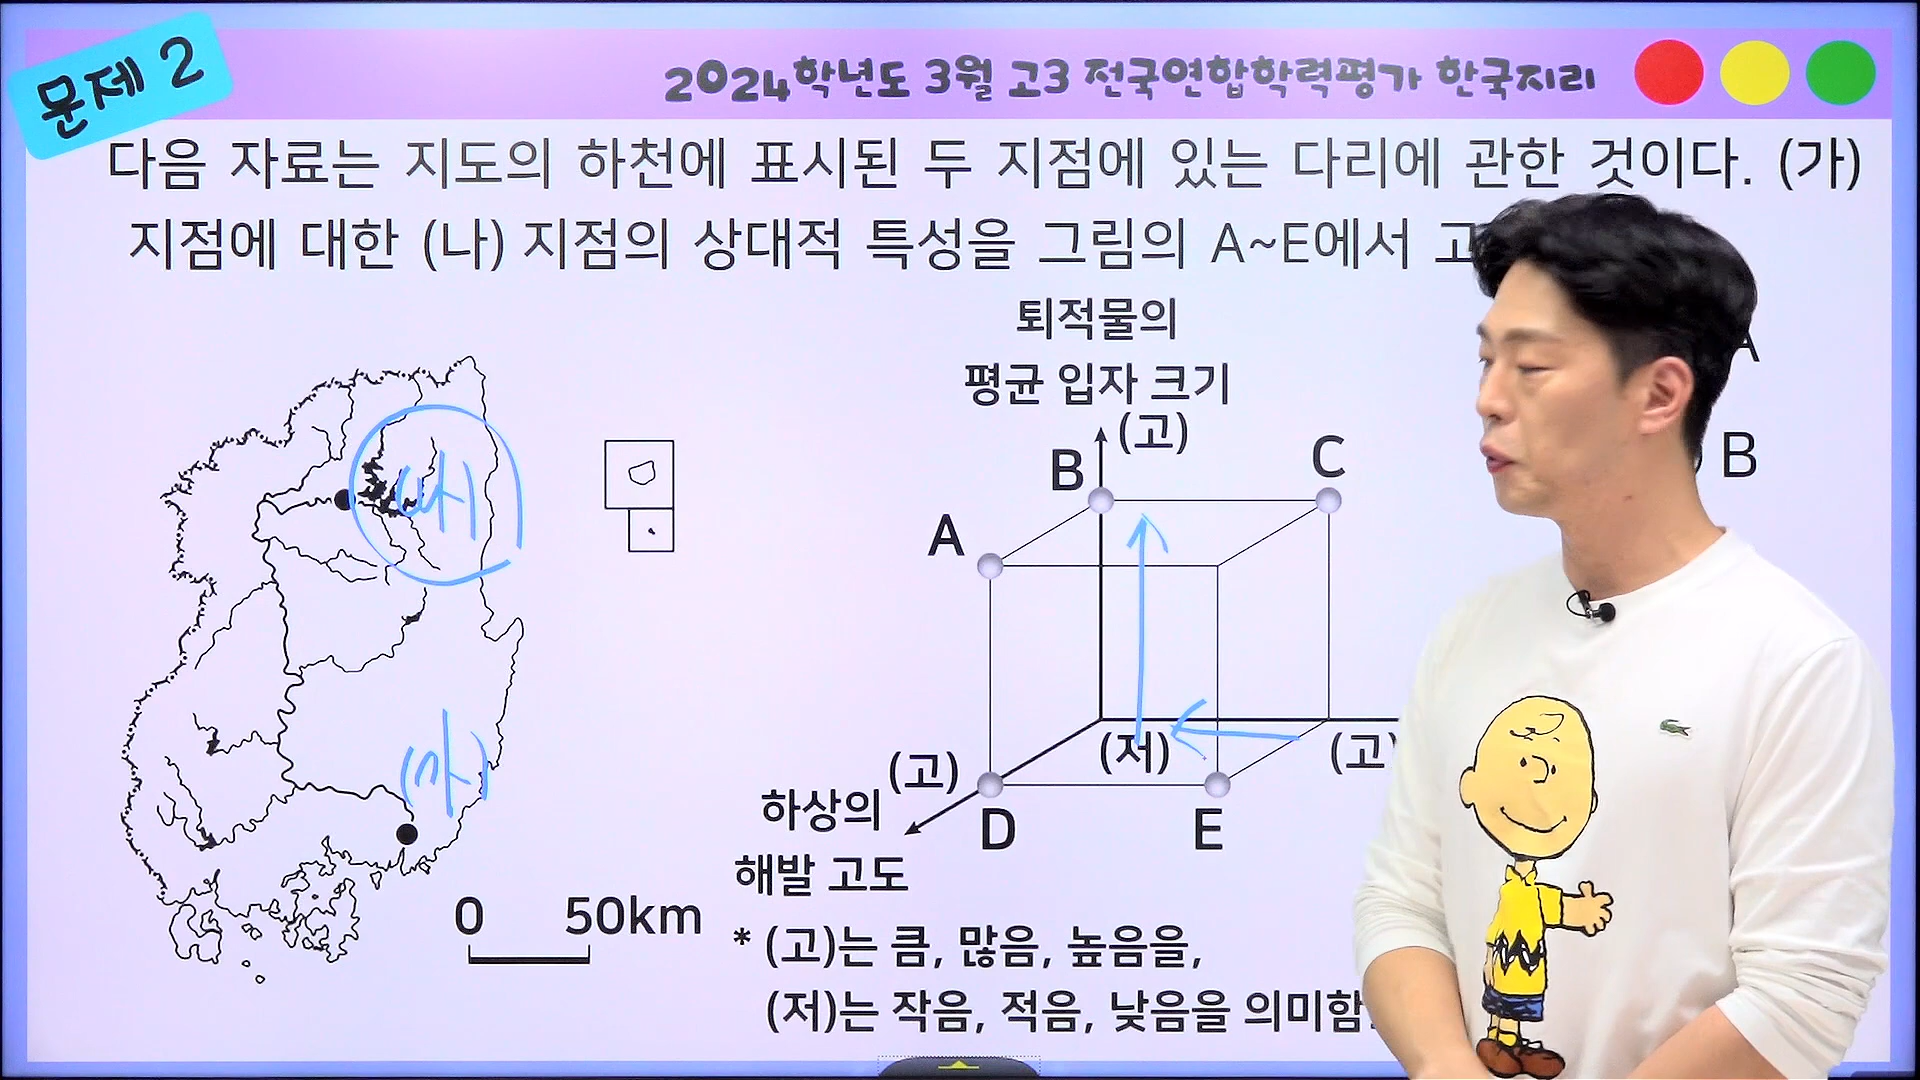 문제 2
2024학년도 3월 고3 전국연합학력평가 한국지리
다음 자료는 지도의 하천에 표시된 두 지점에 있는 다리에 관한 것이다. (가)
지점에 대한 (나) 지점의 상대적 특성을 그림의 A~E에서 고
퇴적물의
평균 입자 크기
(고)
B
C
A
A
B
(나)
(가)
(저)
(고)
(고)
하상의
해발 고도
D
E
0 50km
* (고)는 큼, 많음, 높음을,
(저)는 작음, 적음, 낮음을 의미함.